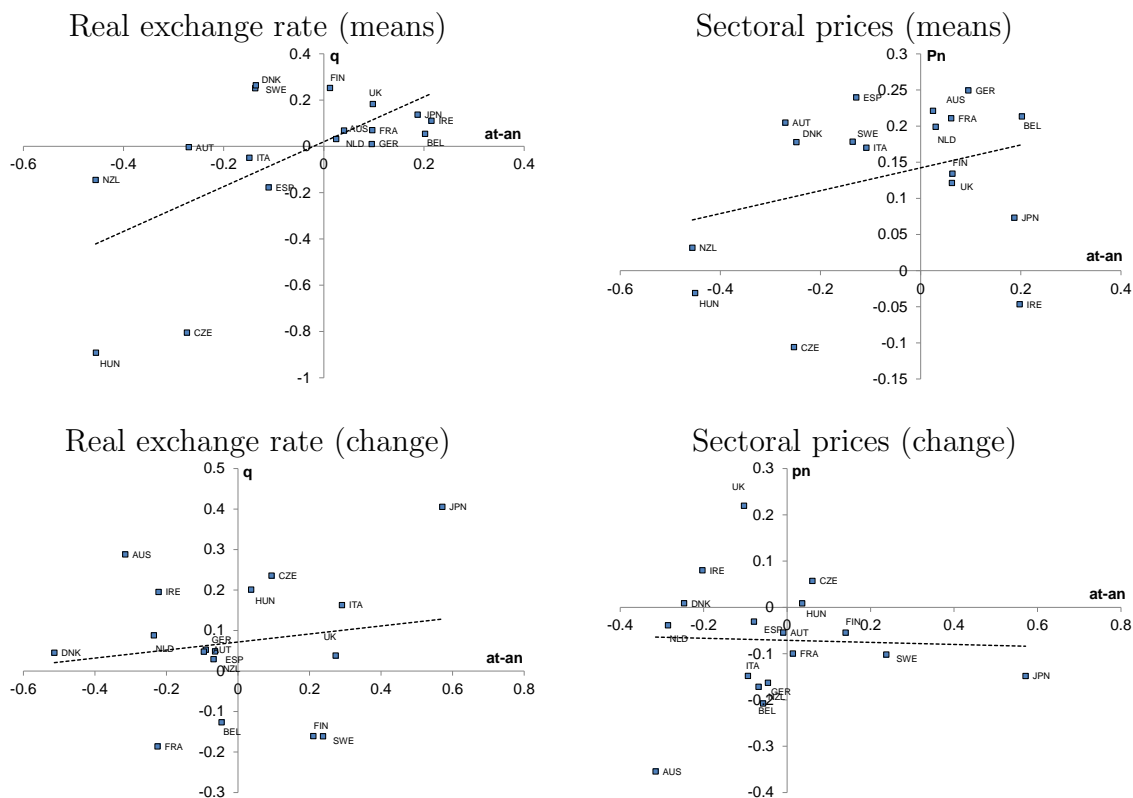 Real exchange rate (means)
q
0.4
0.2
0
-0.2
-0.4
-0.6
-0.8
-1
-0.6
-0.4
-0.2
0
0.2
0.4
at-an
DNK
SWE
FIN
UK
JPN
IRE
AUS
FRA
NLD
GER
BEL
AUT
ITA
NZL
ESP
CZE
HUN
Sectoral prices (means)
Pn
0.3
0.25
0.2
0.15
0.1
0.05
0
-0.05
-0.1
-0.15
-0.6
-0.4
-0.2
0
0.2
0.4
at-an
ESP
GER
AUS
AUT
FRA
BEL
DNK
SWE
ITA
NLD
FIN
UK
JPN
NZL
HUN
IRE
CZE
Real exchange rate (change)
q
0.5
0.4
0.3
0.2
0.1
0
-0.1
-0.2
-0.3
-0.6
-0.4
-0.2
0
0.2
0.4
0.6
0.8
at-an
JPN
AUS
CZE
IRE
HUN
ITA
UK
GER
NLD
AUT
DNK
ESP
NZL
BEL
FIN
SWE
FRA
Sectoral prices (change)
pn
0.3
0.2
0.1
0
-0.1
-0.2
-0.3
-0.4
-0.4
-0.2
0
0.2
0.4
0.6
0.8
at-an
UK
IRE
CZE
DNK
HUN
NLD
ESP
AUT
FIN
FRA
SWE
ITA
JPN
GER
NZL
BEL
AUS